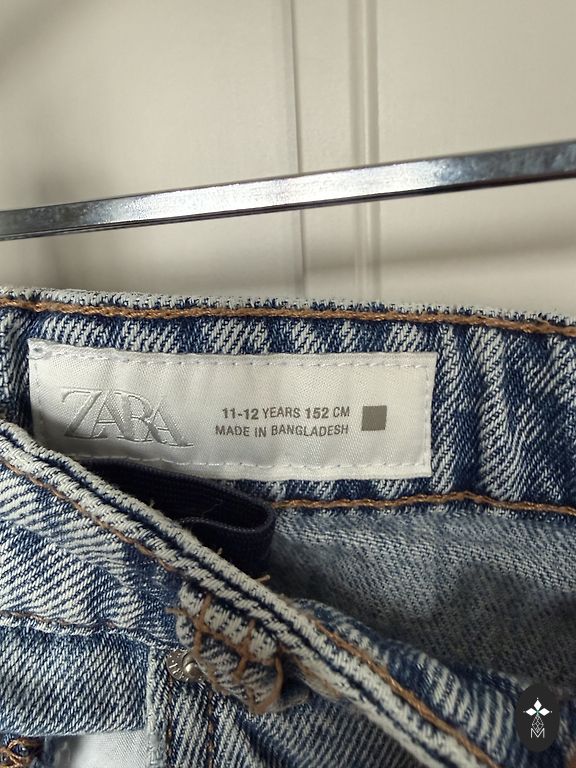 ZARA
11-12 YEARS 152 CM
MADE IN BANGLADESH
M